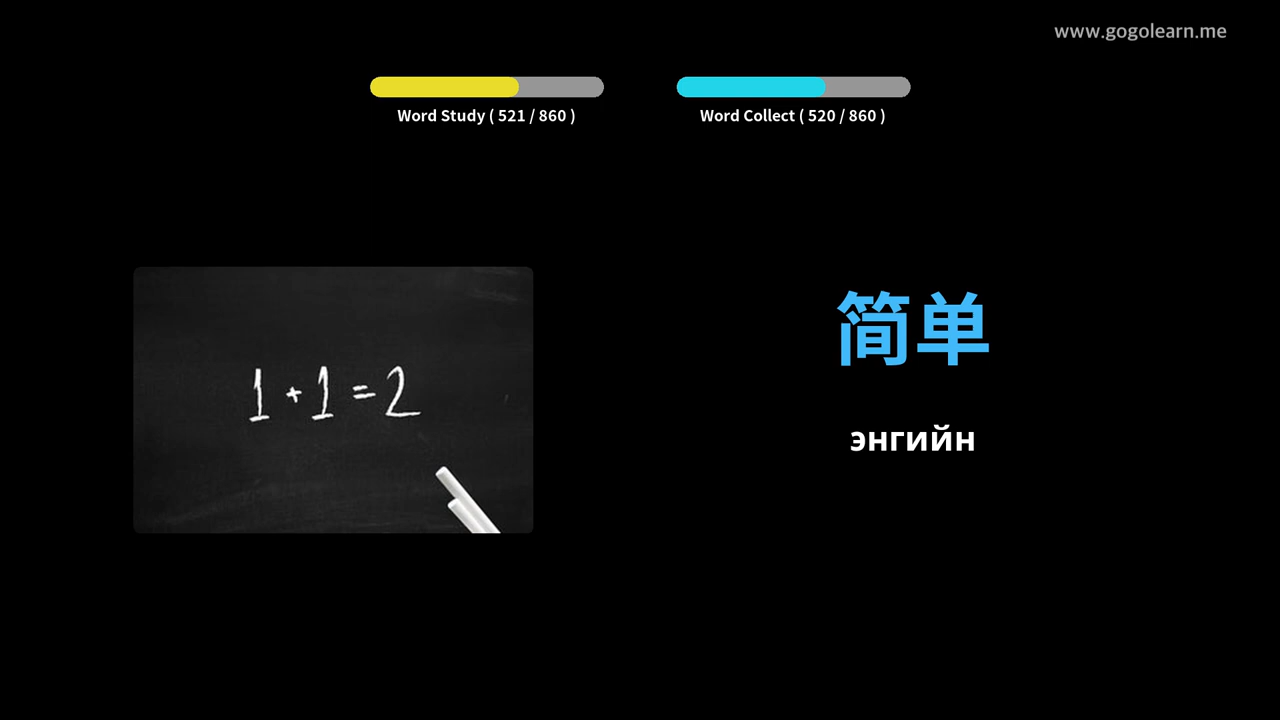 www.gogolearn.me
Word Study ( 521 / 860 )
Word Collect ( 520 / 860 )
1 + 1 = 2
简单
энгийн